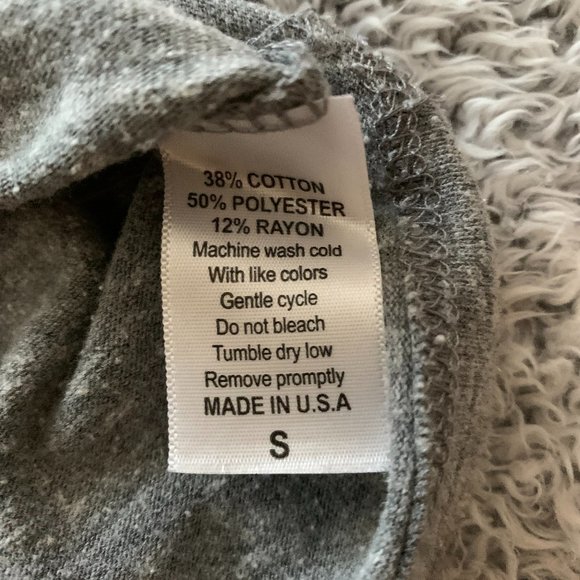 38% COTTON
50% POLYESTER
12% RAYON
Machine wash cold
With like colors
Gentle cycle
Do not bleach
Tumble dry low
Remove promptly
MADE IN U.S.A
S